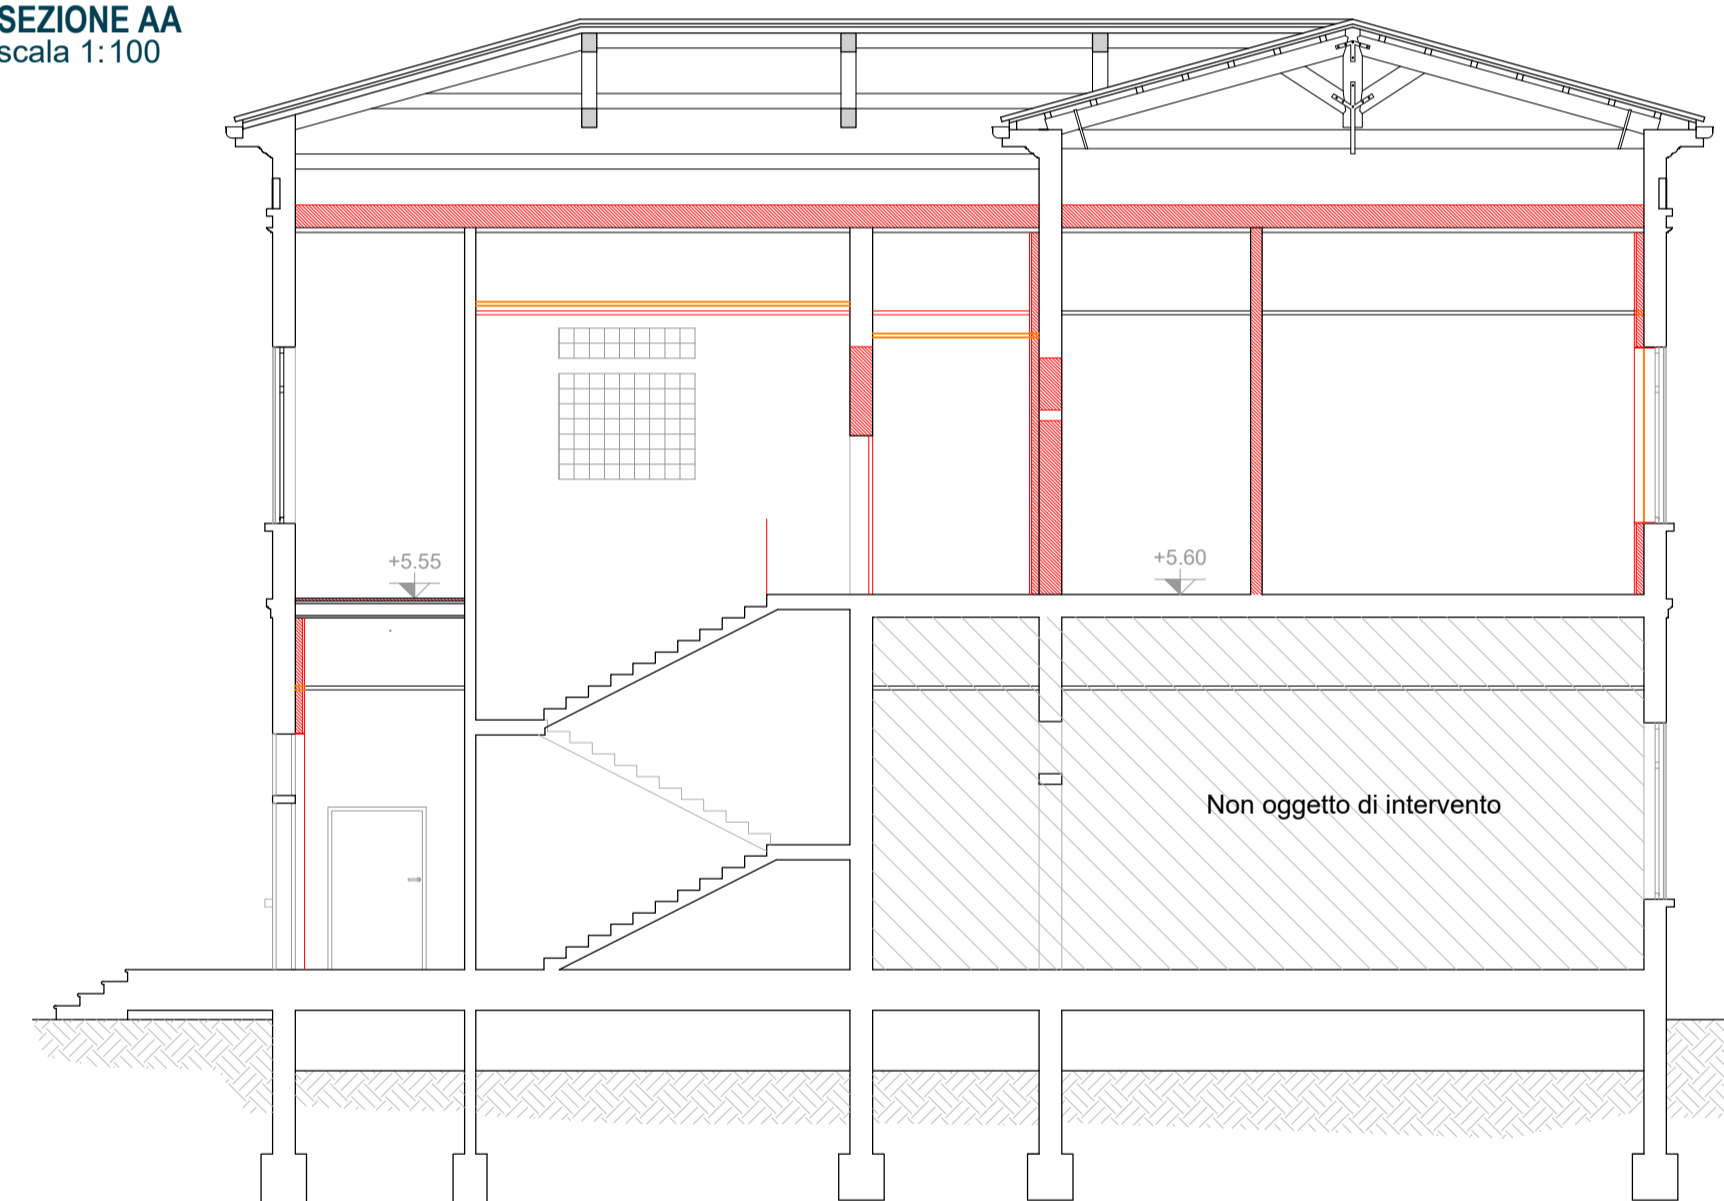 SEZIONE AA
scala 1:100
+5.55
+5.60
Non oggetto di intervento